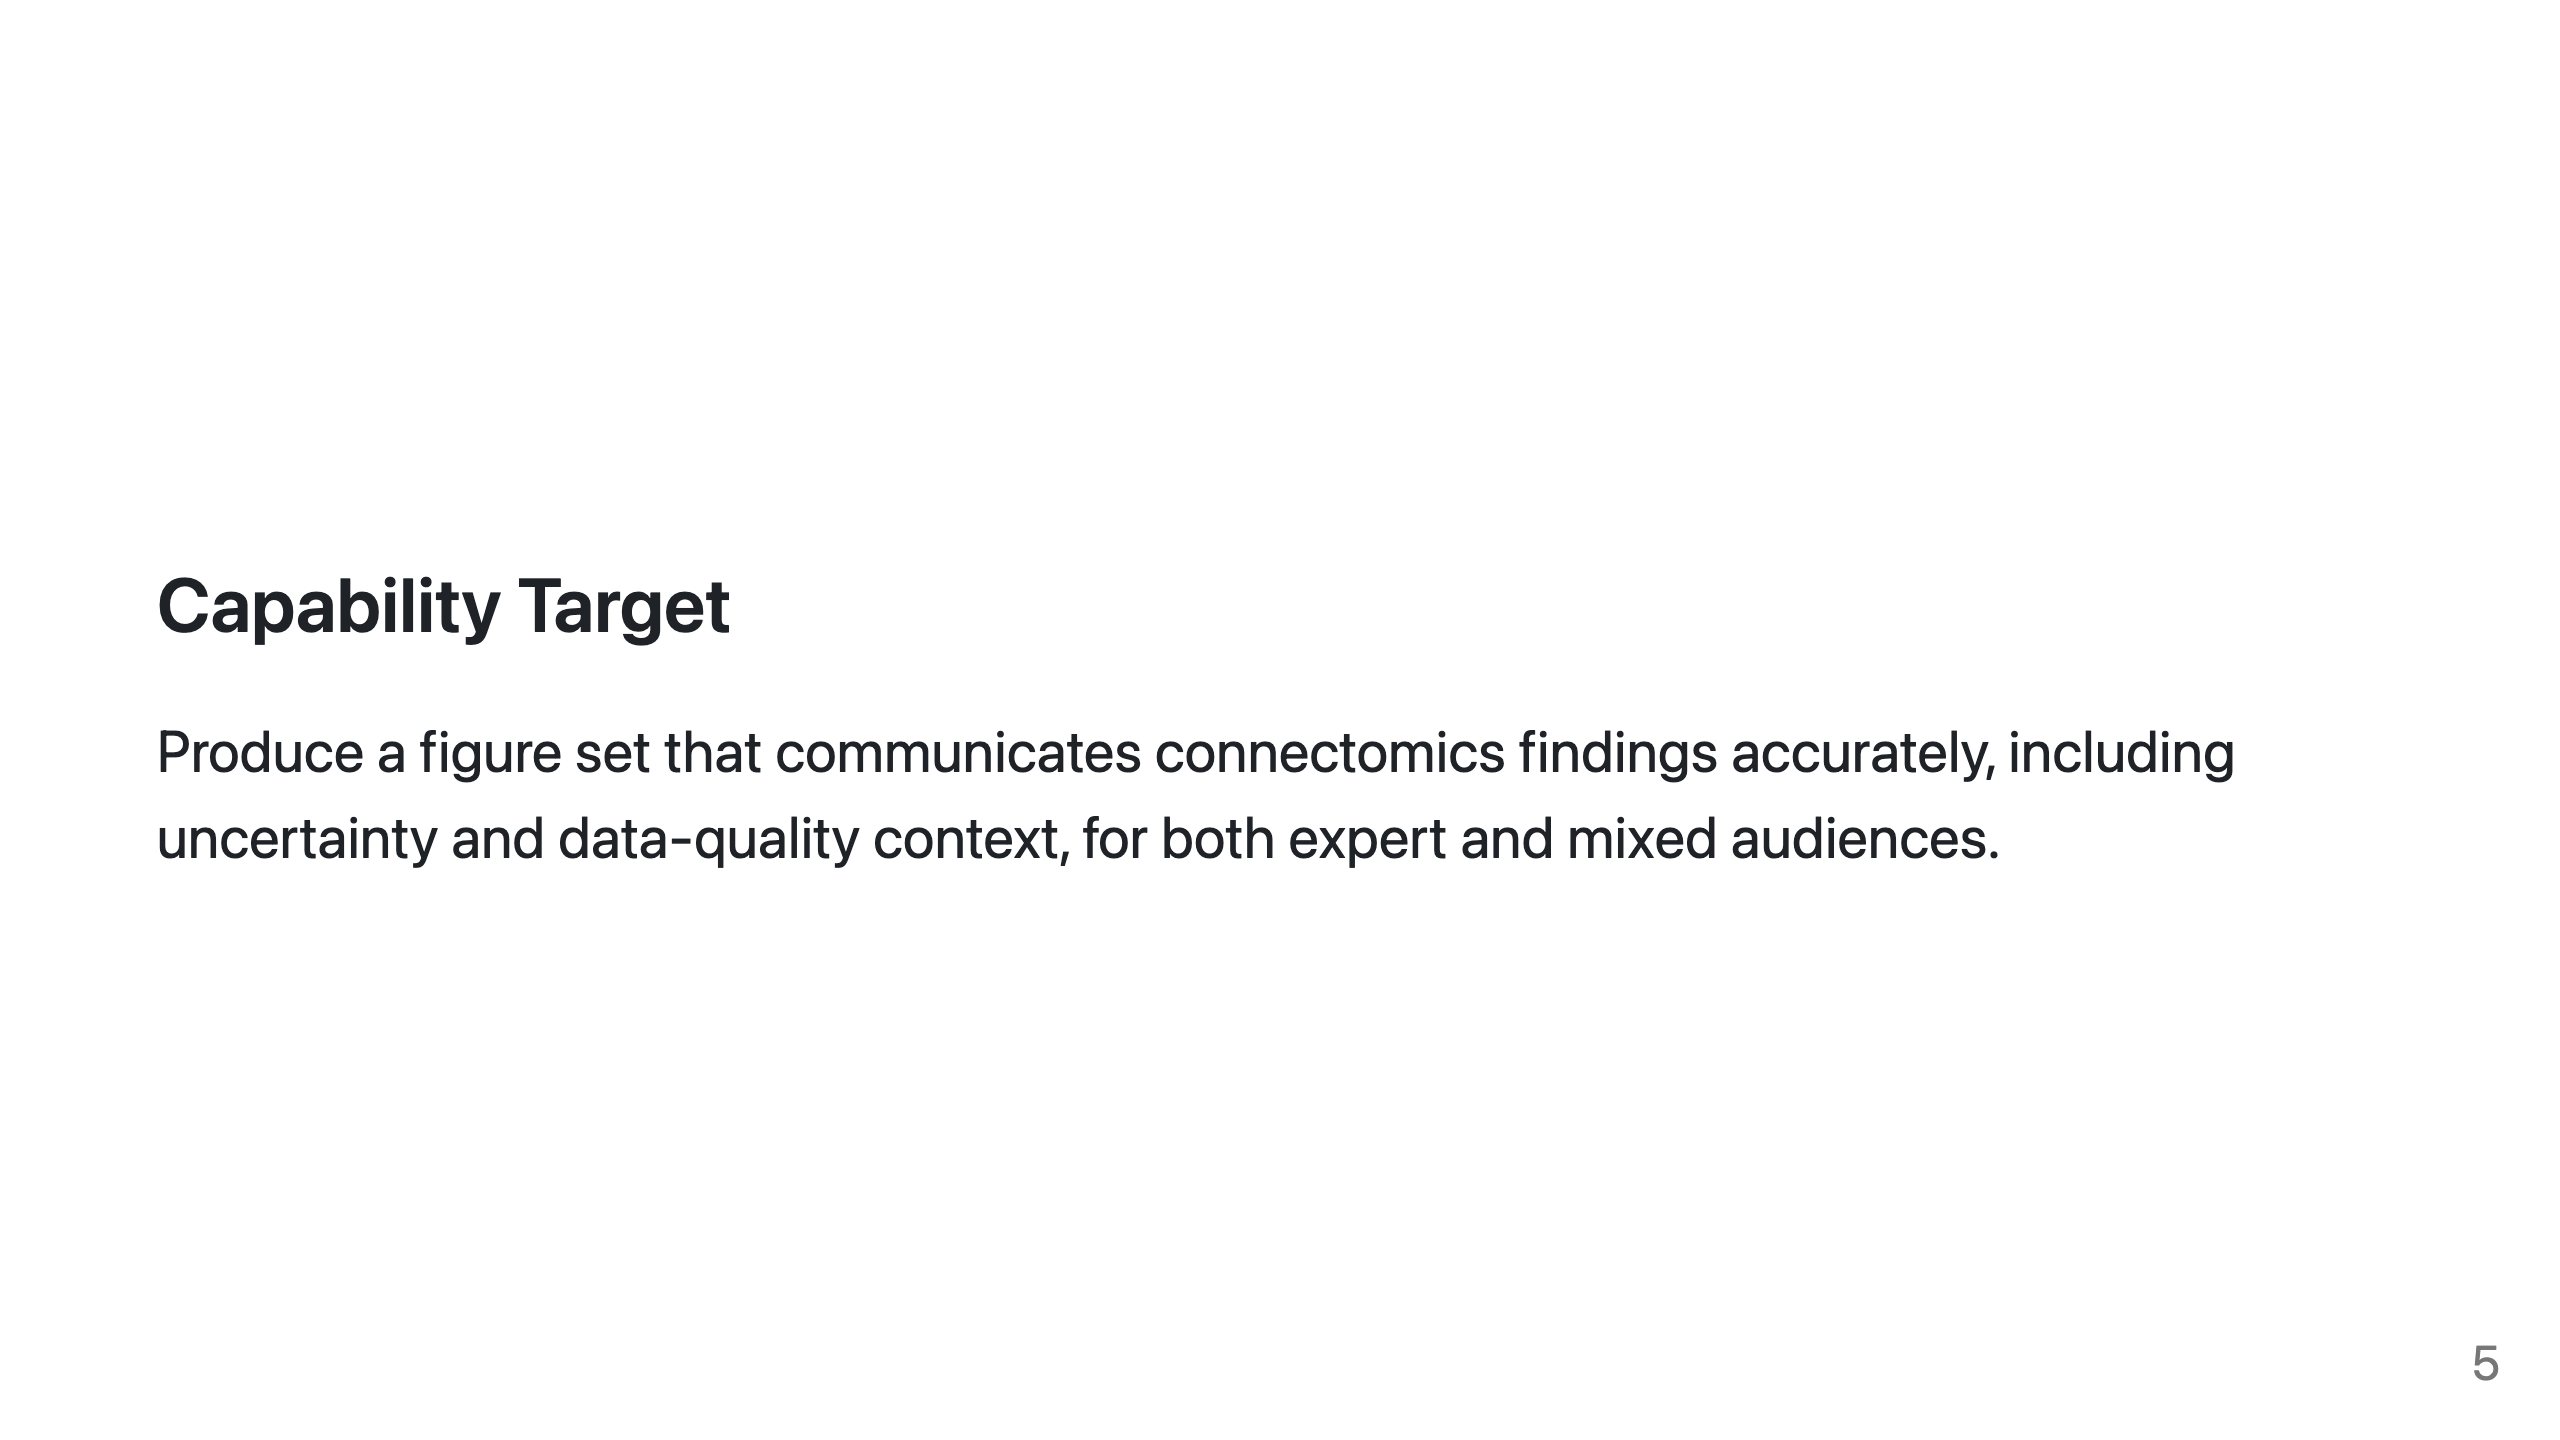 Capability Target
Produce a figure set that communicates connectomics findings accurately, including
uncertainty and data-quality context, for both expert and mixed audiences.
5